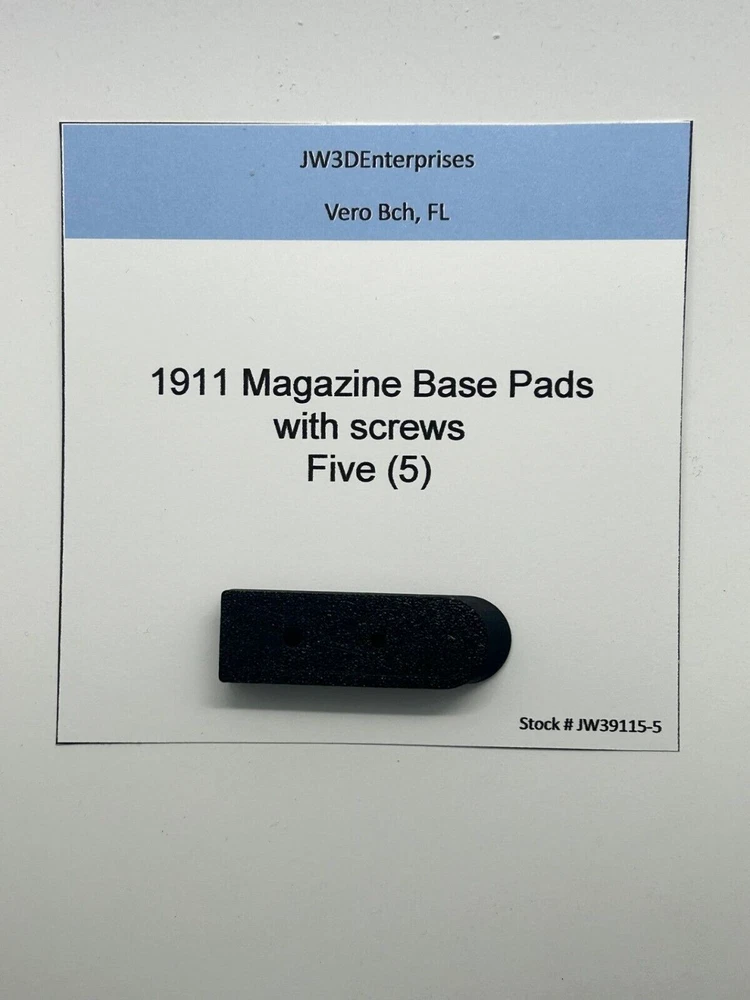 JW3DEnterprises
Vero Bch, FL
1911 Magazine Base Pads
with screws
Five (5)
Stock # JW39115-5